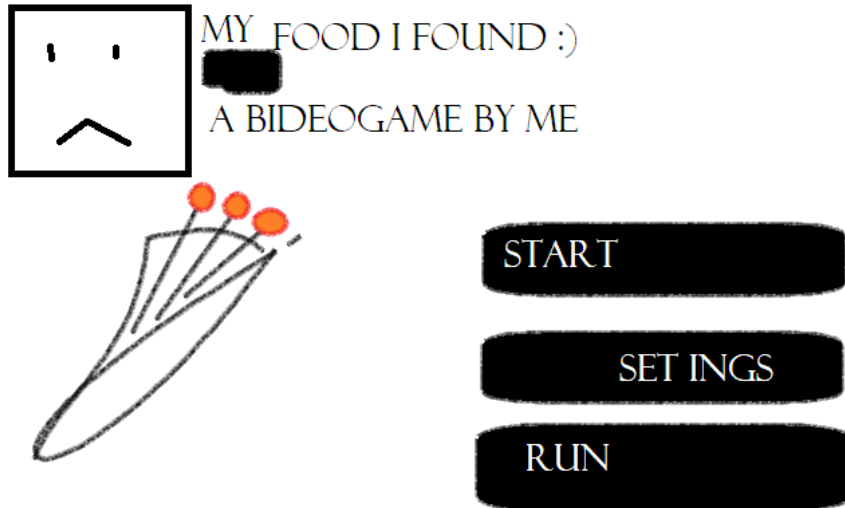 MY FOOD I FOUND :)
A BIDEOGAME BY ME
START
SET INGS
RUN